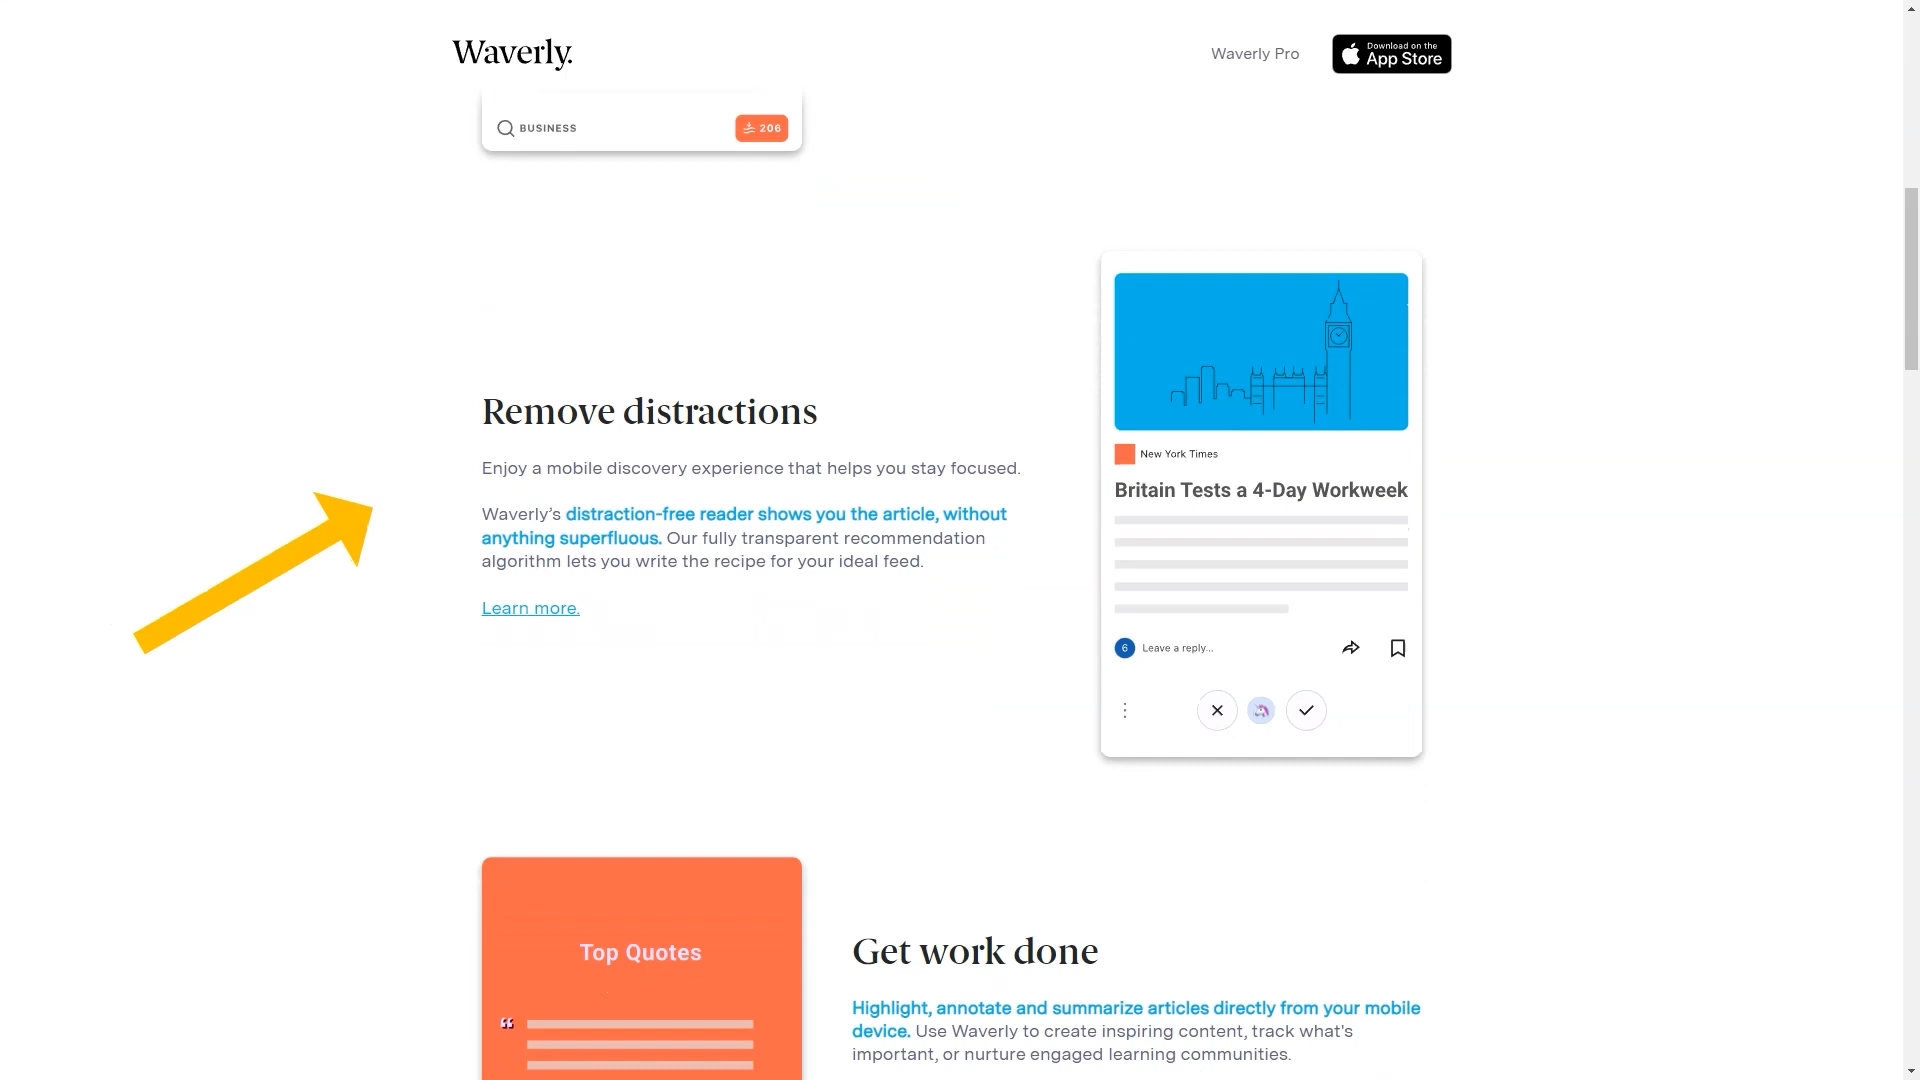 Waverly.
Waverly Pro
Download on the
App Store
BUSINESS
206
Remove distractions
Enjoy a mobile discovery experience that helps you stay focused.
Waverly’s distraction-free reader shows you the article, without
anything superfluous. Our fully transparent recommendation
algorithm lets you write the recipe for your ideal feed.
Learn more.
New York Times
Britain Tests a 4-Day Workweek
6
Leave a reply...
Top Quotes
“
Get work done
Highlight, annotate and summarize articles directly from your mobile
device. Use Waverly to create inspiring content, track what's
important, or nurture engaged learning communities.